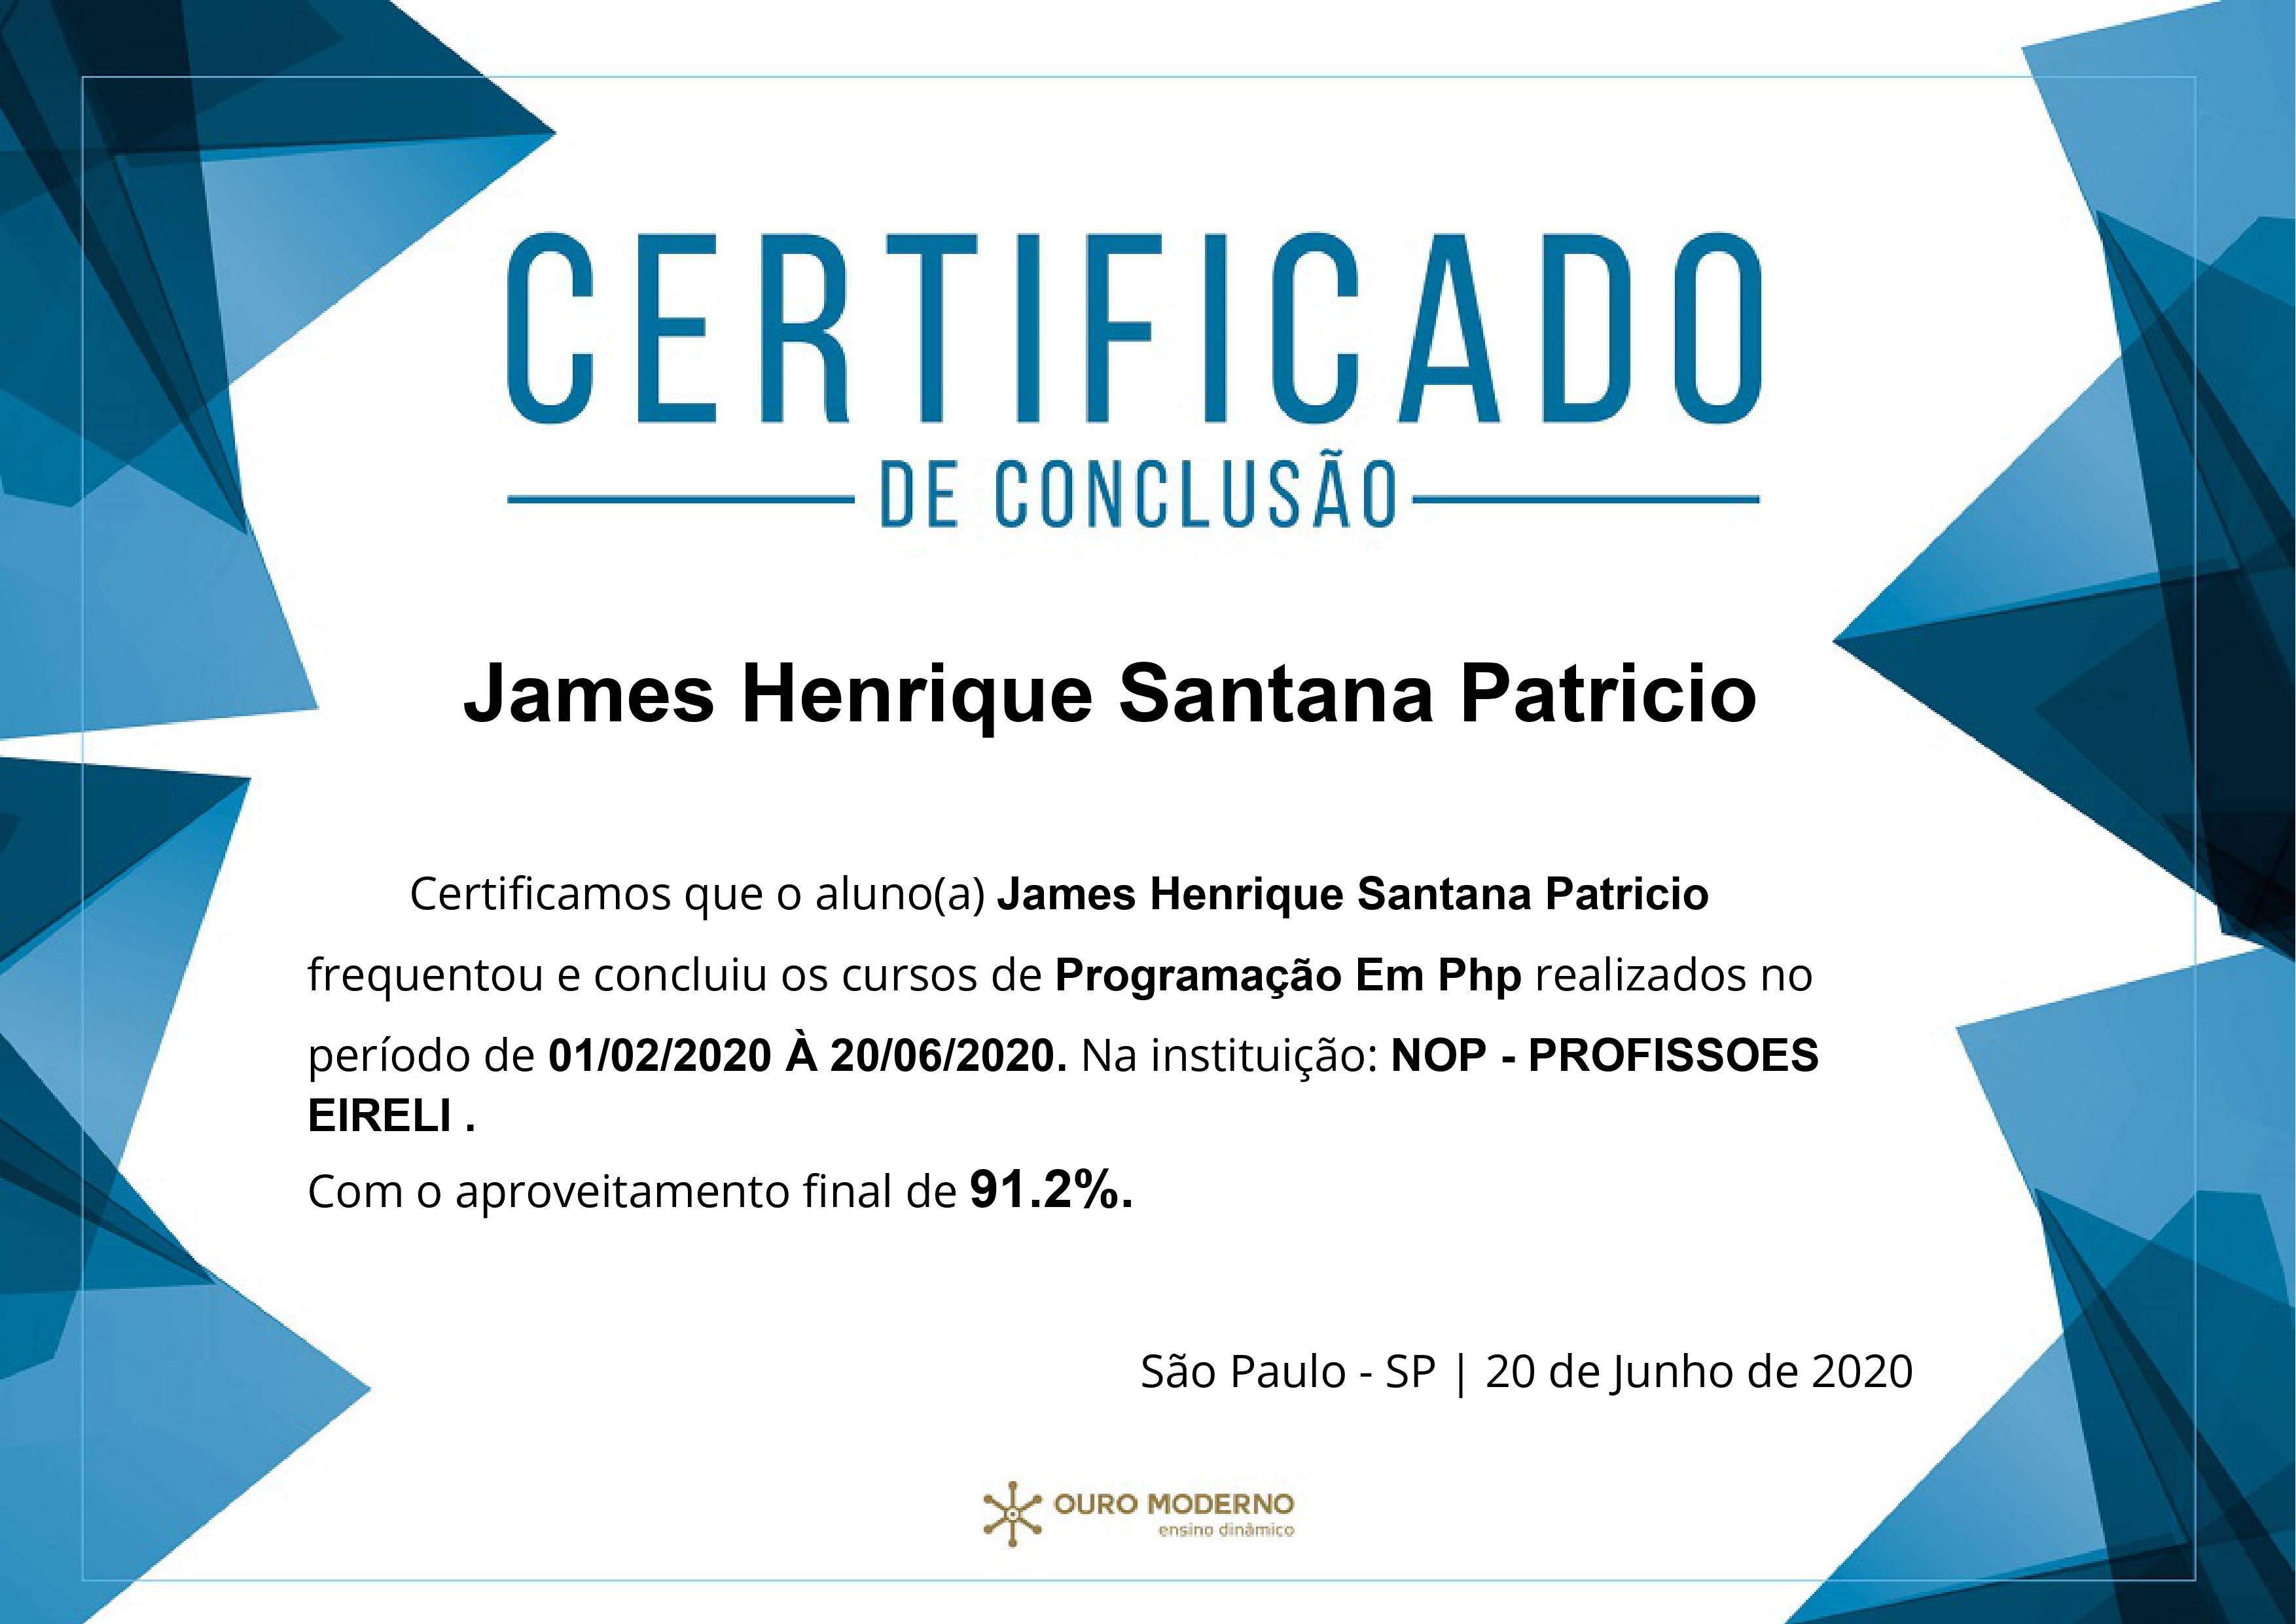 CERTIFICADO
DE CONCLUSÃO
James Henrique Santana Patricio
Certificamos que o aluno(a) James Henrique Santana Patricio
frequentou e concluiu os cursos de Programação Em Php realizados no
período de 01/02/2020 À 20/06/2020. Na instituição: NOP - PROFISSOES
EIRELI .
Com o aproveitamento final de 91.2%.
São Paulo - SP | 20 de Junho de 2020
OURO MODERNO
ensino dinâmico